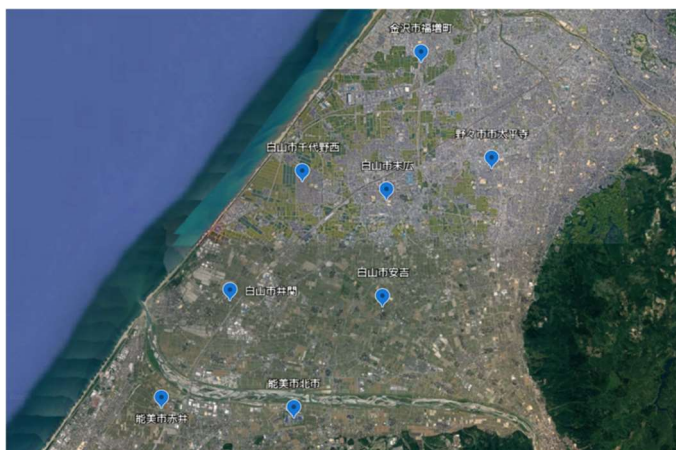 金沢市福増町
野々市市太平寺
白山市千代野西
白山市末広
白山市安吉
白山市井関
能美市北市
能美市赤井